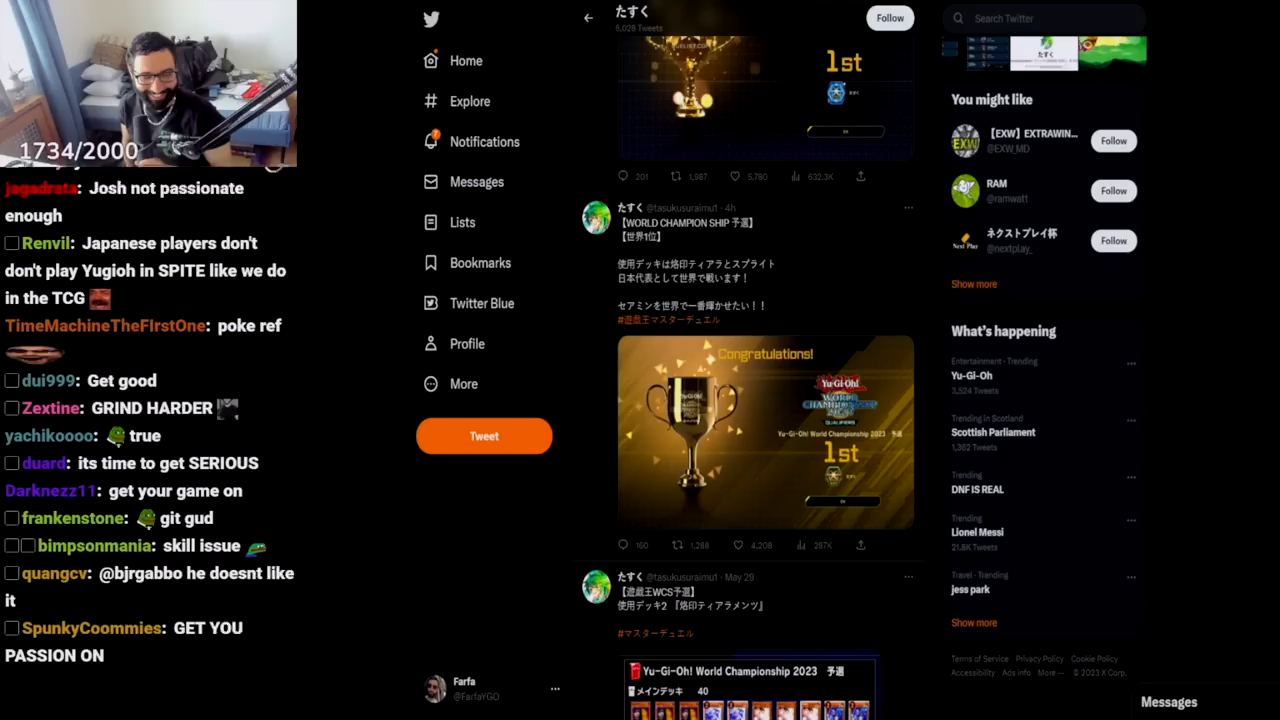 1734/2000
jagadrata: Josh not passionate
enough
Renvil: Japanese players don't
don't play Yugioh in SPITE like we do
in the TCG
TimeMachineTheFIrstOne: poke ref
dui999: Get good
Zextine: GRIND HARDER
yachikoooo: true
duard: its time to get SERIOUS
Darknezz11: get your game on
frankenstone: git gud
bimpsonmania: skill issue
quangcv: @bjrgabbo he doesnt like
it
SpunkyCoommies: GET YOU
PASSION ON
Home
Explore
Notifications
Messages
Lists
Bookmarks
Twitter Blue
Profile
More
Tweet
Farfa
@FarfaYGO
たすく
6,028 Tweets
Follow
1st
201
1,987
5,780
632.3K
たすく @tasukusuraimu1 · 4h
【WORLD CHAMPION SHIP 予選】
【世界1位】
使用デッキは烙印ティアラとスプライト
日本代表として世界で戦います！
セアミンを世界で一番輝かせたい！！
#遊戯王マスターデュエル
Congratulations!
Yu-Gi-Oh!
WORLD
CHAMPIONSHIP
2023
QUALIFIERS
Yu-Gi-Oh! World Championship 2023 予選
1st
160
1,288
4,208
287K
たすく @tasukusuraimu1 · May 29
【遊戯王WCS予選】
使用デッキ2 『烙印ティアラメンツ』
#マスターデュエル
Yu-Gi-Oh! World Championship 2023 予選
メインデッキ 40
Search Twitter
たすく
You might like
【EXW】EXTRAWIN...
@EXW_MD
Follow
RAM
@ramwatt
Follow
ネクストプレイ杯
@nextplay_
Follow
Show more
What's happening
Entertainment · Trending
Yu-Gi-Oh
3,524 Tweets
Trending in Scotland
Scottish Parliament
1,362 Tweets
Trending
DNF IS REAL
Trending
Lionel Messi
21.8K Tweets
Travel · Trending
jess park
Show more
Terms of Service Privacy Policy Cookie Policy
Accessibility Ads info More ··· © 2023 X Corp.
Messages